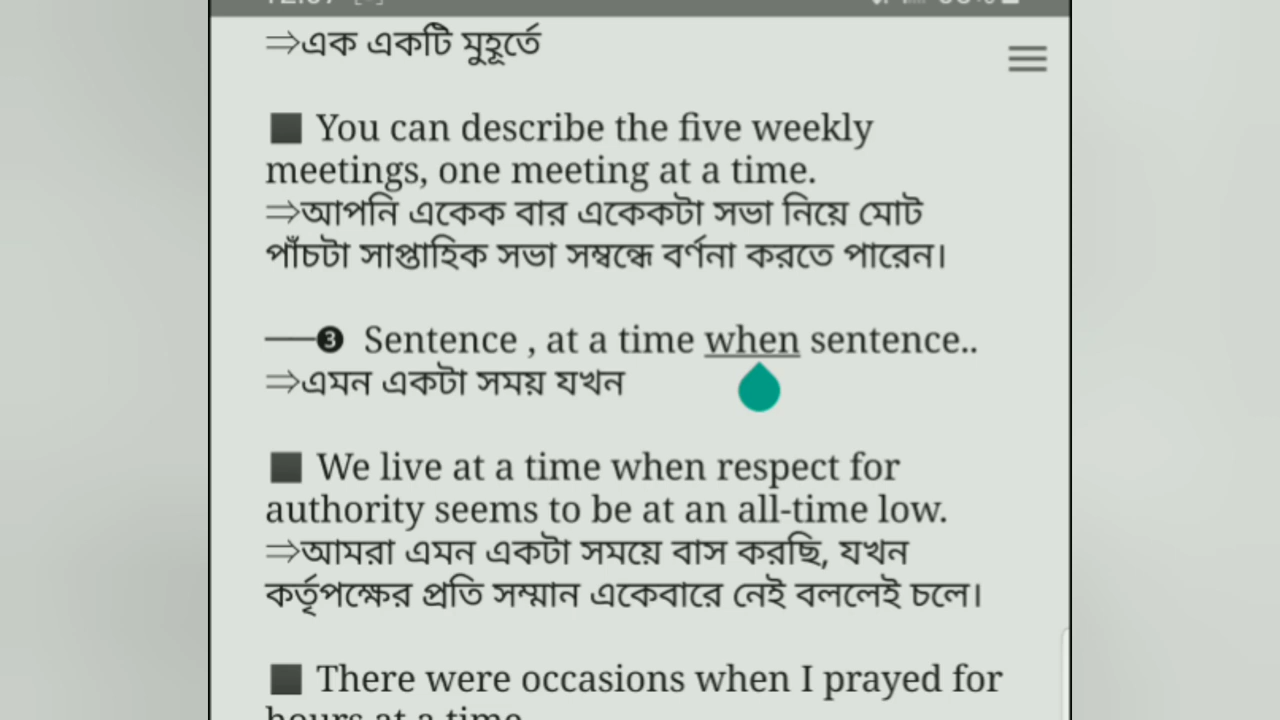 ⇒এক একটি মুহূর্তে
■ You can describe the five weekly
meetings, one meeting at a time.
⇒আপনি একেক বার একেকটা সভা নিয়ে মোট
পাঁচটা সাপ্তাহিক সভা সম্বন্ধে বর্ণনা করতে পারেন।
—❸ Sentence , at a time when sentence..
⇒এমন একটা সময় যখন
■ We live at a time when respect for
authority seems to be at an all-time low.
⇒আমরা এমন একটা সময়ে বাস করছি, যখন
কর্তৃপক্ষের প্রতি সম্মান একেবারে নেই বললেই চলে।
■ There were occasions when I prayed for
hours at a time.